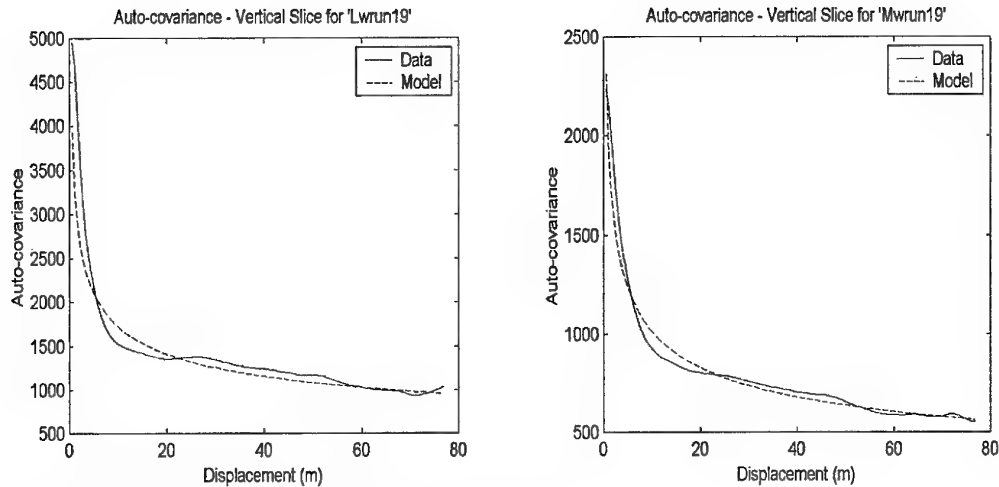 Auto-covariance - Vertical Slice for 'Lwrun19'
5000
4500
4000
3500
3000
2500
2000
1500
1000
500
Auto-covariance
Data
Model
0
20
40
60
80
Displacement (m)
Auto-covariance - Vertical Slice for 'Mwrun19'
2500
2000
1500
1000
500
Auto-covariance
Data
Model
0
20
40
60
80
Displacement (m)